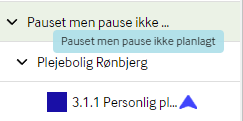 Pauset men pause ikke ...
Pauset men pause ikke planlagt
Plejebolig Rønbjerg
3.1.1 Personlig pl...